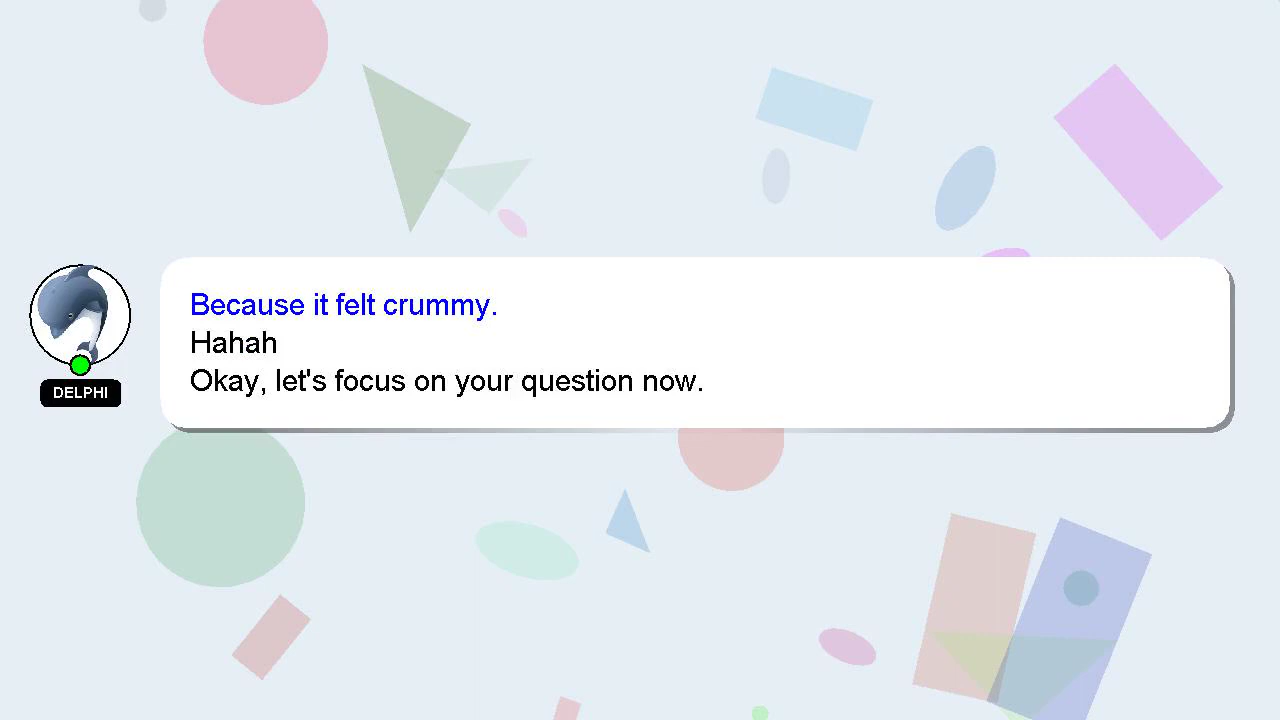 Because it felt crummy.
Hahah
Okay, let's focus on your question now.
DELPHI